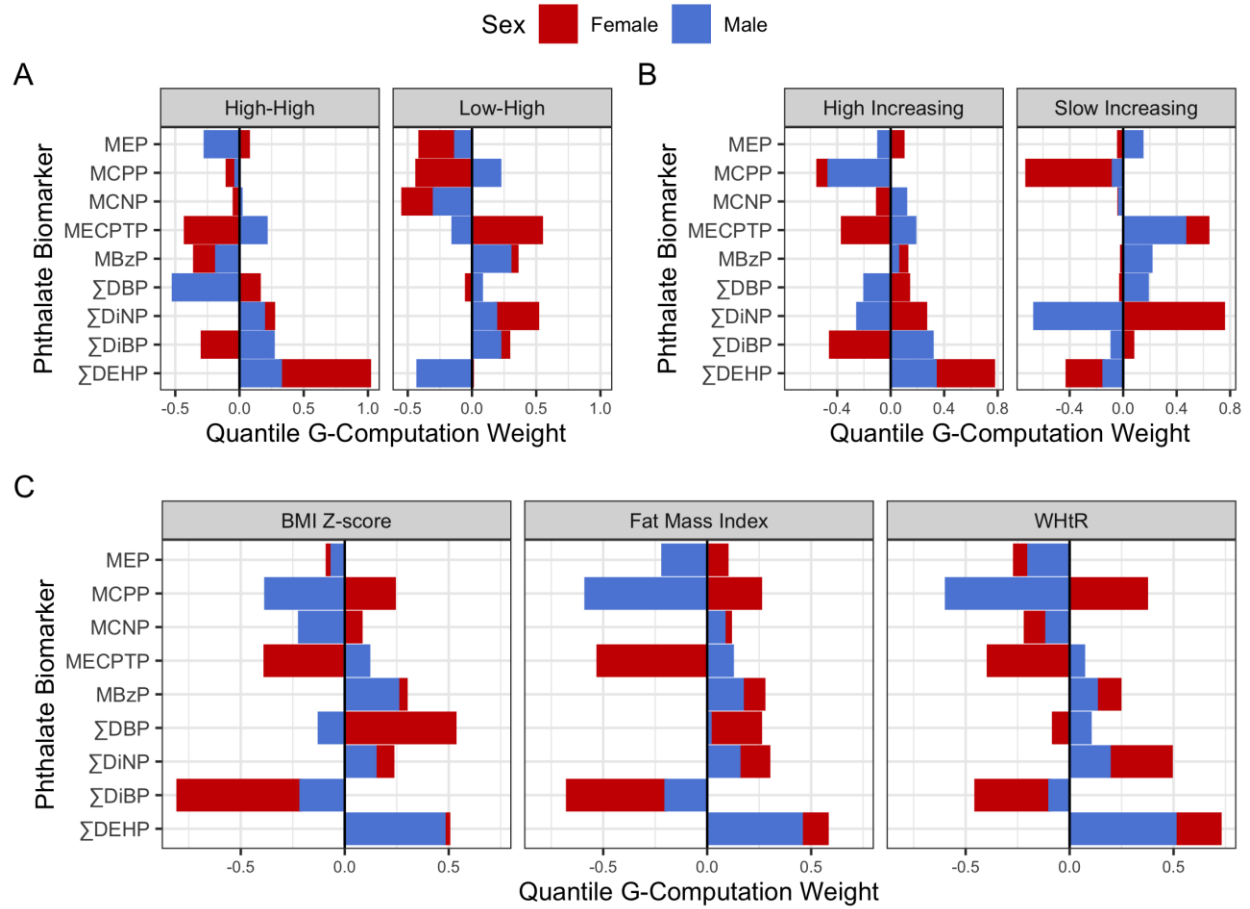 Sex Female Male
A
High-High Low-High
Phthalate Biomarker
MEP
MCPP
MCNP
MECPTP
MBzP
∑DBP
∑DiNP
∑DiBP
∑DEHP
-0.5 0.0 0.5 1.0 -0.5 0.0 0.5 1.0
Quantile G-Computation Weight
B
High Increasing Slow Increasing
Phthalate Biomarker
MEP
MCPP
MCNP
MECPTP
MBzP
∑DBP
∑DiNP
∑DiBP
∑DEHP
-0.4 0.0 0.4 0.8 -0.4 0.0 0.4 0.8
Quantile G-Computation Weight
C
BMI Z-score Fat Mass Index WHtR
Phthalate Biomarker
MEP
MCPP
MCNP
MECPTP
MBzP
∑DBP
∑DiNP
∑DiBP
∑DEHP
-0.5 0.0 0.5 -0.5 0.0 0.5 -0.5 0.0 0.5
Quantile G-Computation Weight